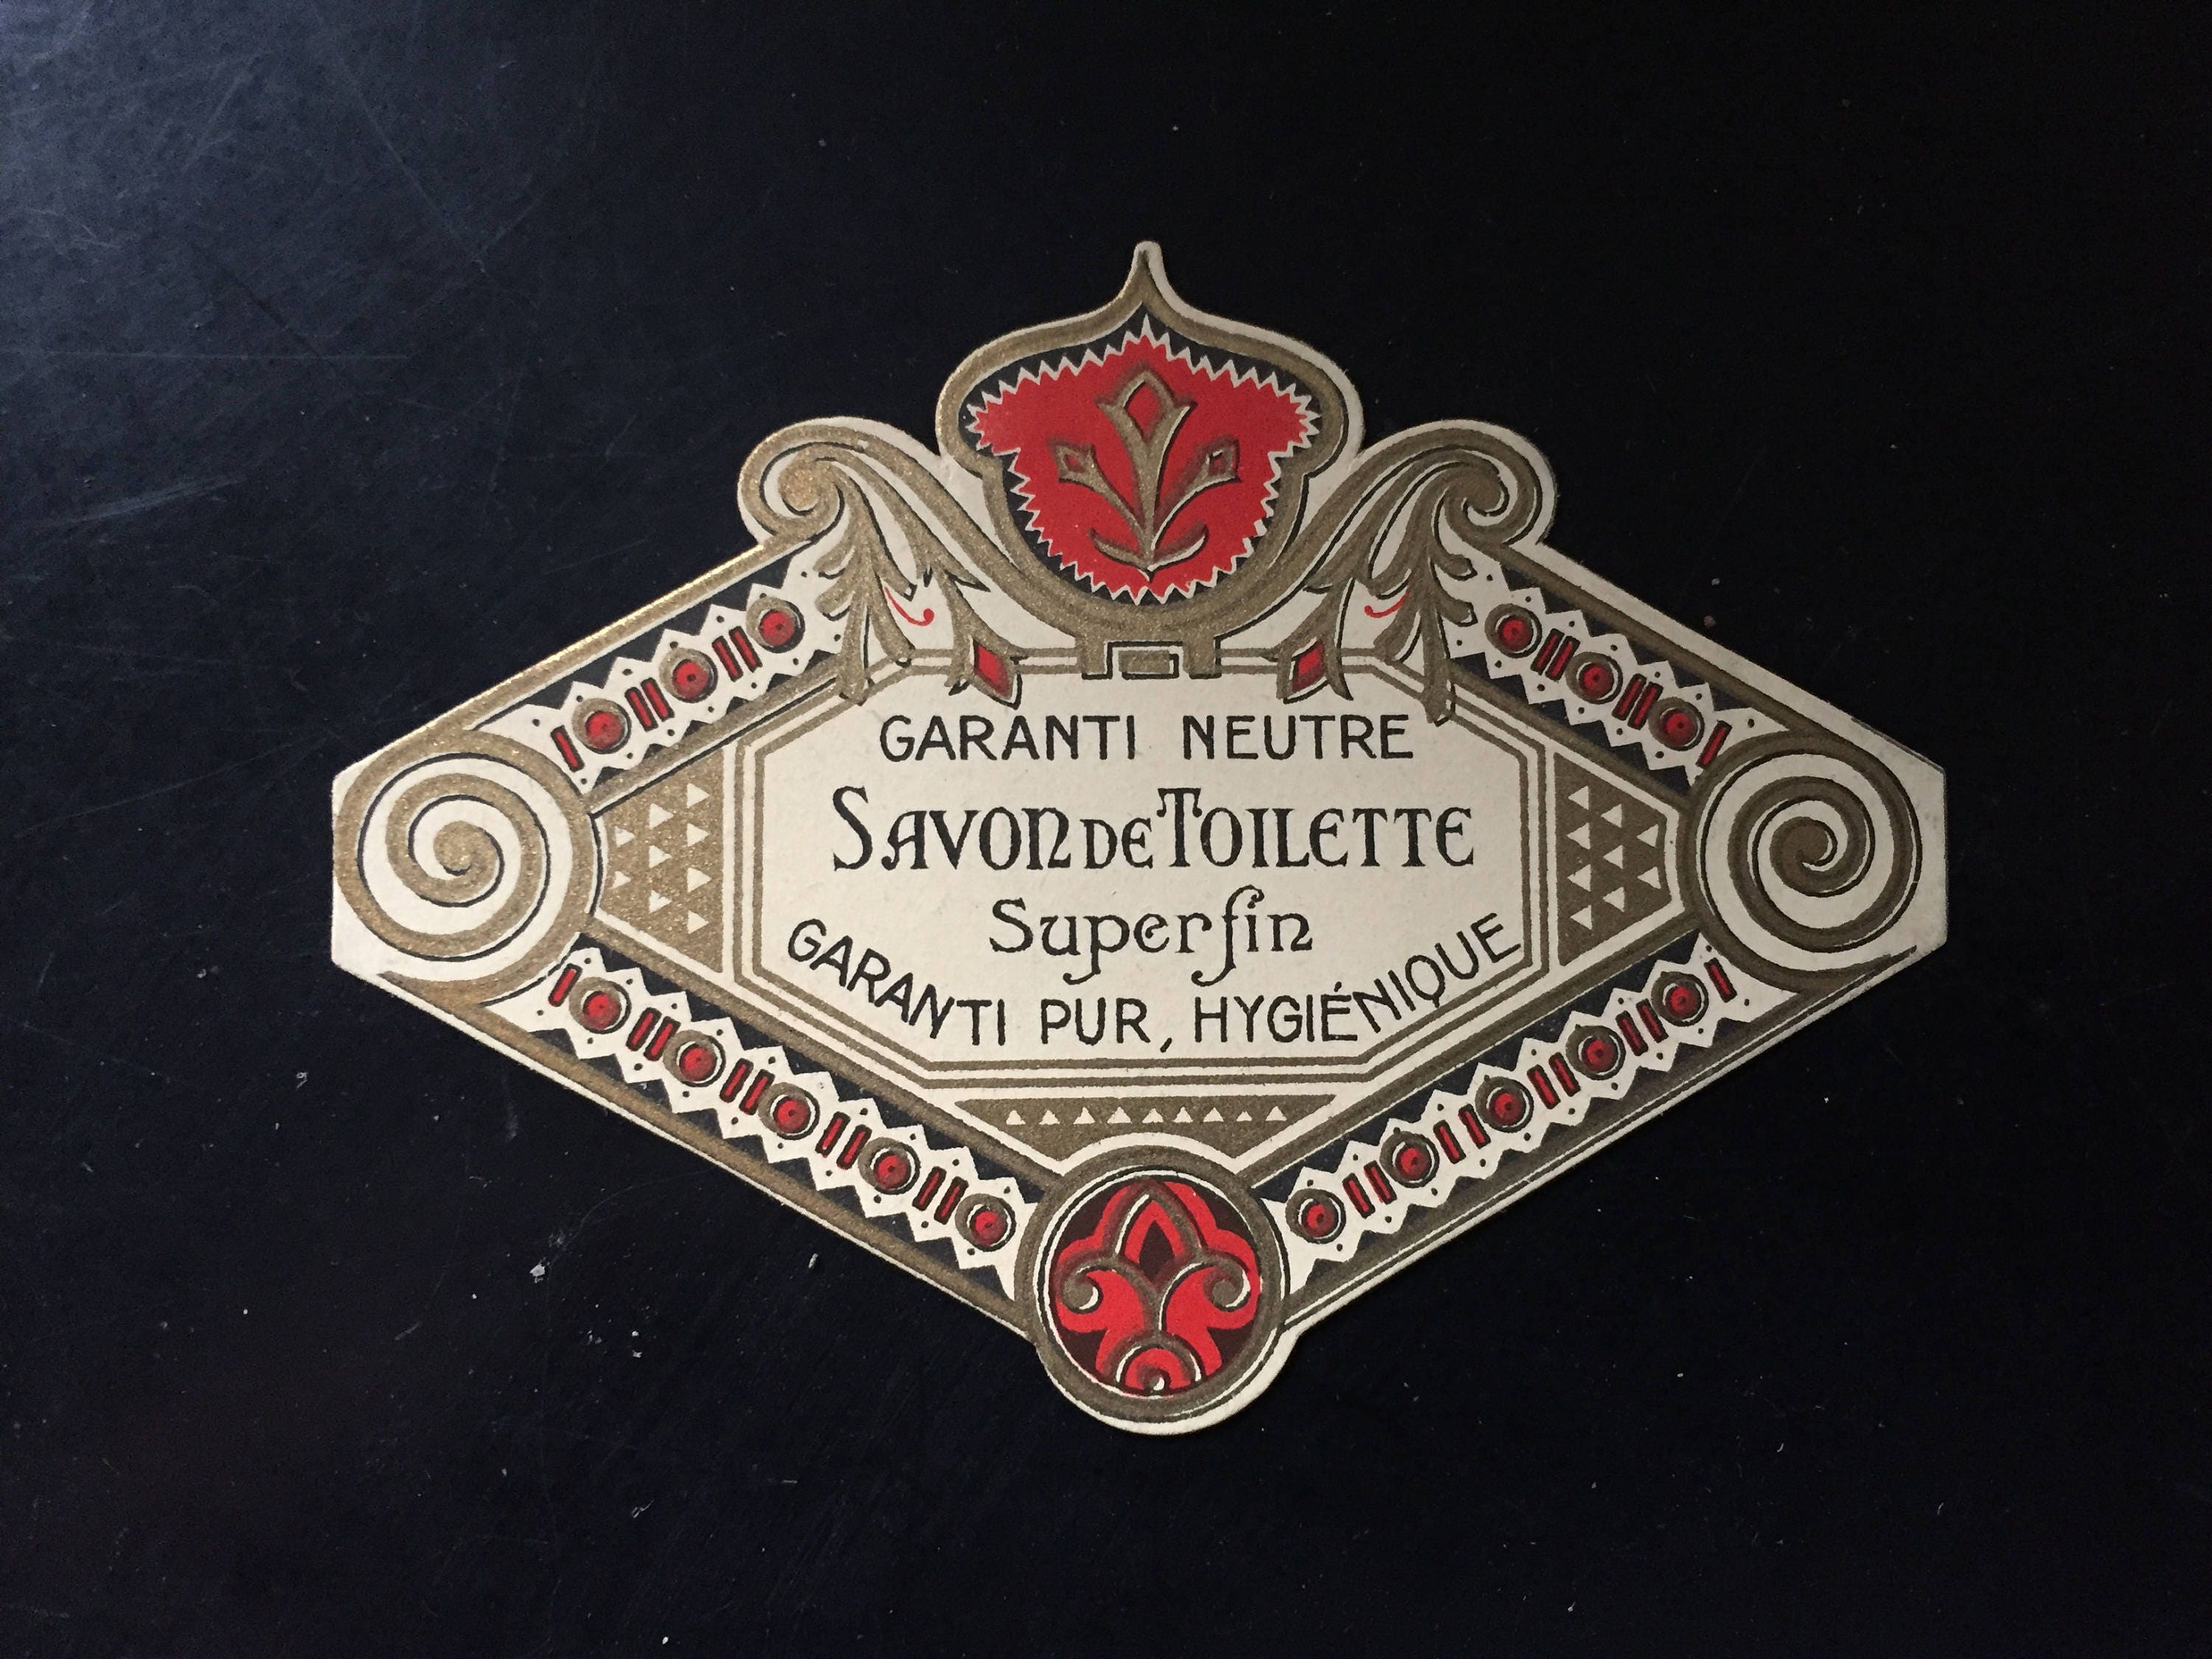 GARANTI NEUTRE
SAVON DE TOILETTE
Superfin
GARANTI PUR, HYGIÉNIQUE